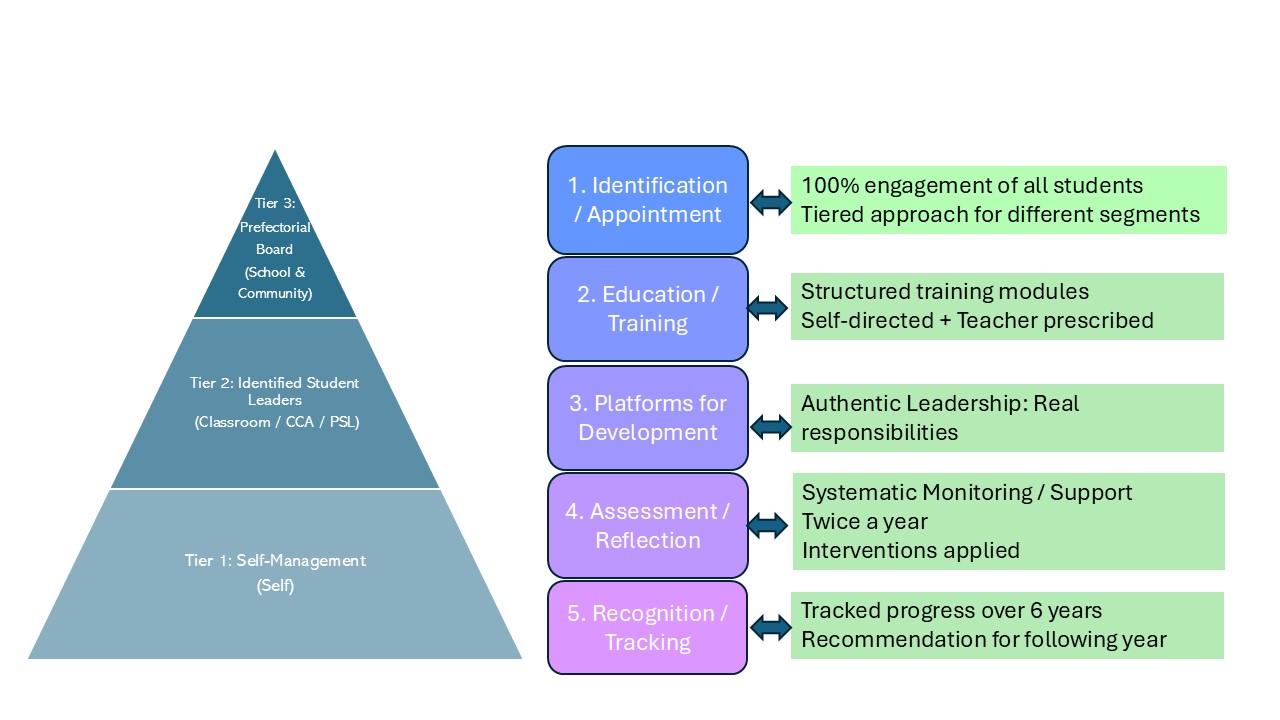 Tier 3:
Prefectorial
Board
(School &
Community)
Tier 2: Identified Student
Leaders
(Classroom / CCA / PSL)
Tier 1: Self-Management
(Self)
1. Identification
/ Appointment
100% engagement of all students
Tiered approach for different segments
2. Education /
Training
Structured training modules
Self-directed + Teacher prescribed
3. Platforms for
Development
Authentic Leadership: Real
responsibilities
4. Assessment /
Reflection
Systematic Monitoring / Support
Twice a year
Interventions applied
5. Recognition /
Tracking
Tracked progress over 6 years
Recommendation for following year